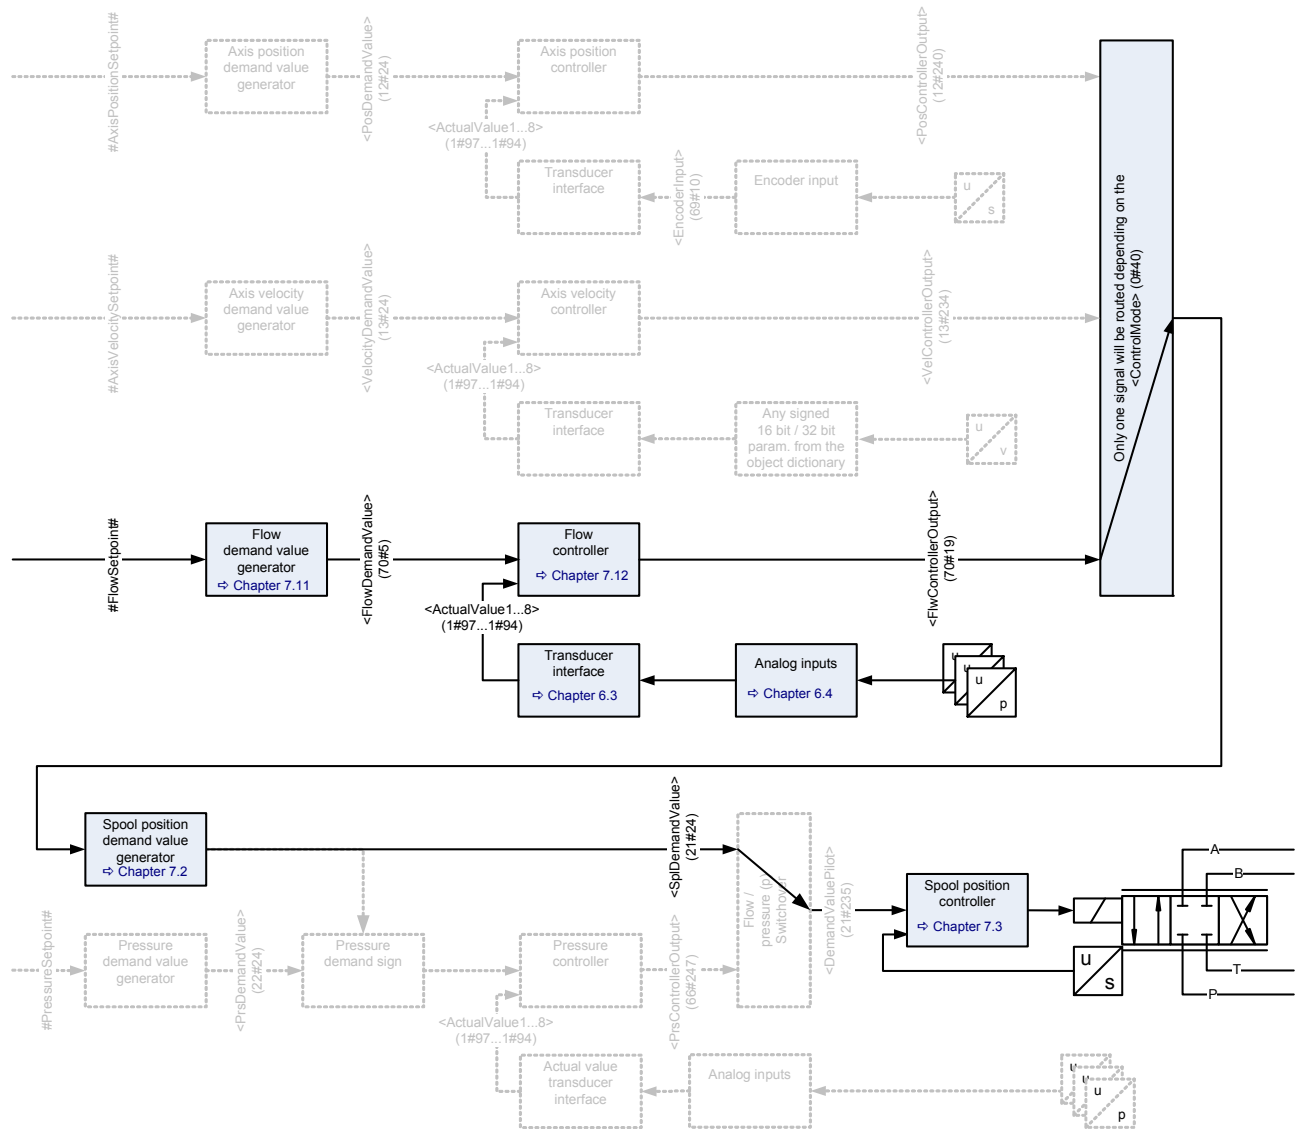 #AxisPositionSetpoint#
Axis position
demand value
generator
<PosDemandValue>
(12#24)
Axis position
controller
<PosControllerOutput>
(12#240)
<ActualValue1...8>
(1#97...1#94)
Transducer
interface
<EncoderInput>
(69#10)
Encoder input
u
s
Only one signal will be routed depending on the
<ControlMode> (0#40)
#AxisVelocitySetpoint#
Axis velocity
demand value
generator
<VelocityDemandValue>
(13#24)
Axis velocity
controller
<VelControllerOutput>
(13#234)
<ActualValue1...8>
(1#97...1#94)
Transducer
interface
Any signed
16 bit / 32 bit
param. from the
object dictionary
u
v
#FlowSetpoint#
Flow
demand value
generator
⇨ Chapter 7.11
<FlowDemandValue>
(70#5)
Flow
controller
⇨ Chapter 7.12
<FlwControllerOutput>
(70#19)
<ActualValue1...8>
(1#97...1#94)
Transducer
interface
⇨ Chapter 6.3
Analog inputs
⇨ Chapter 6.4
u
u
u
p
Spool position
demand value
generator
⇨ Chapter 7.2
<SplDemandValue>
(21#24)
Flow /
pressure (p)
Switchover
<DemandValuePilot>
(21#235)
Spool position
controller
⇨ Chapter 7.3
u
s
A
B
T
P
#PressureSetpoint#
Pressure
demand value
generator
<PrsDemandValue>
(22#24)
Pressure
demand sign
Pressure
controller
<PrsControllerOutput>
(66#247)
<ActualValue1...8>
(1#97...1#94)
Actual value
transducer
interface
Analog inputs
u
u
u
p